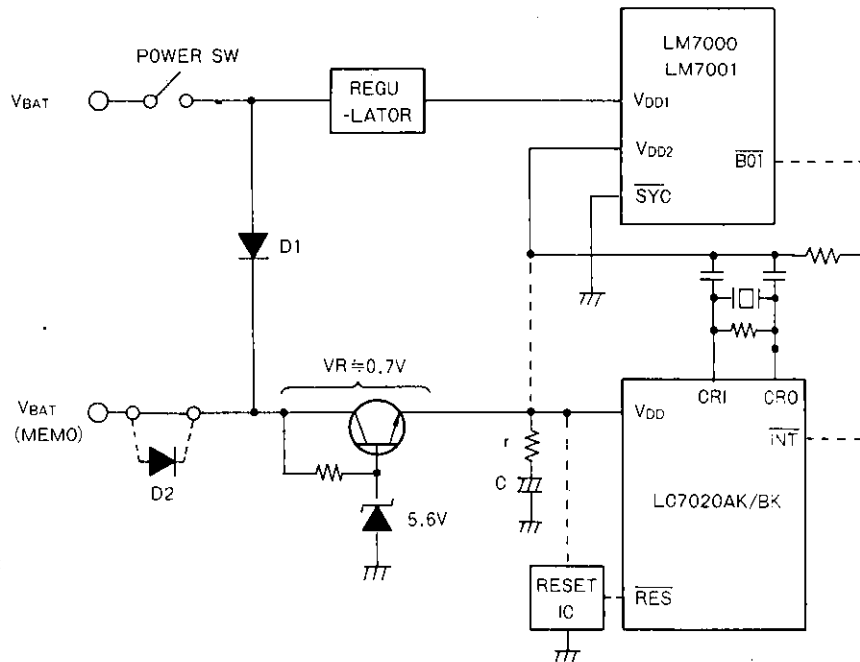 POWER SW
VBAT
REGU
-LATOR
LM7000
LM7001
VDD1
VDD2
BO1
SYC
D1
VR≒0.7V
VBAT
(MEMO)
D2
5.6V
r
C
VDD
CRI
CRO
INT
LC7020AK/BK
RESET
IC
RES